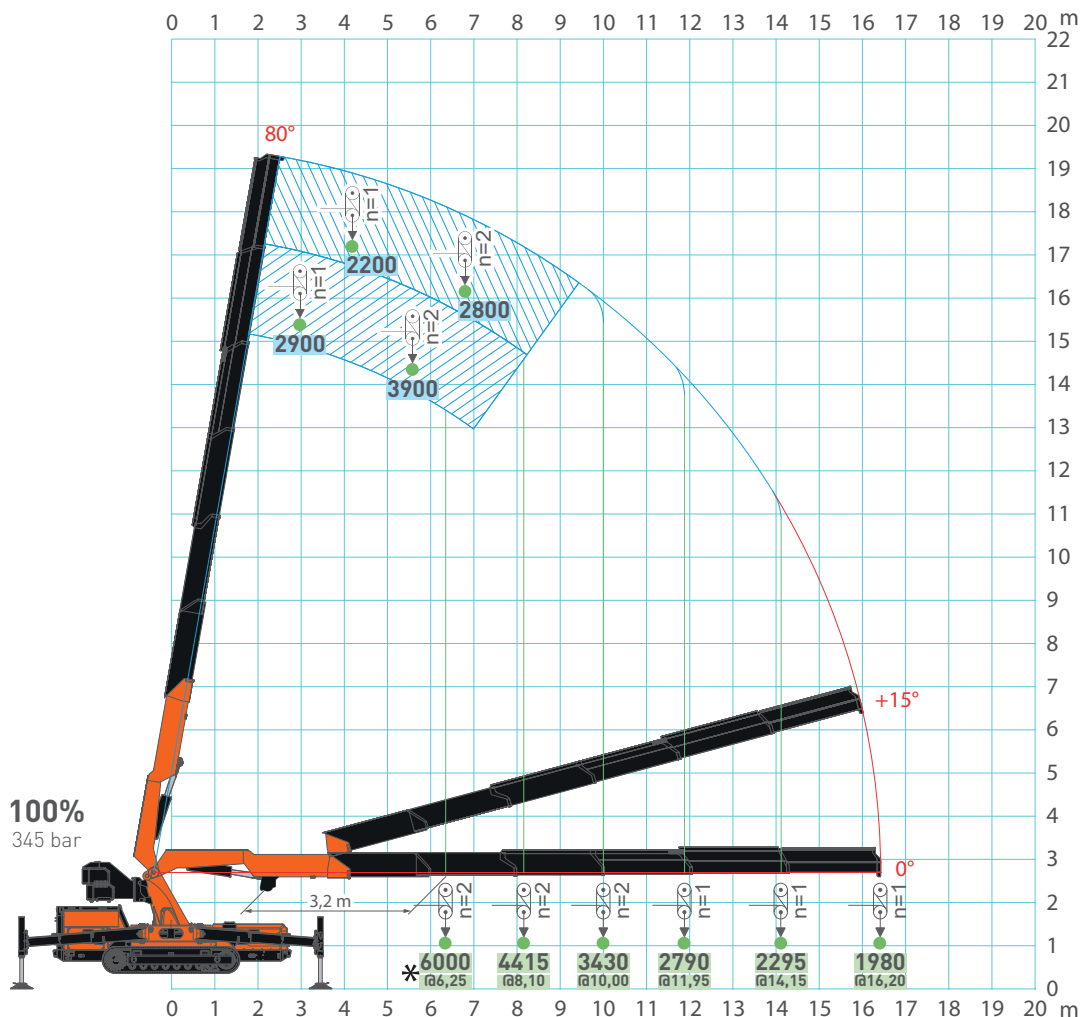 0 1 2 3 4 5 6 7 8 9 10 11 12 13 14 15 16 17 18 19 20 m
22
21
20
80°
19
n=1
18
n=2
17
2200
n=1
16
2800
n=2
15
2900
14
3900
13
12
11
10
9
8
7
+15°
6
5
100%
4
345 bar
3
0°
3,2 m
n=2 n=2 n=2 n=1 n=1 n=1
2
1
* 6000 4415 3430 2790 2295 1980
@6,25 @8,10 @10,00 @11,95 @14,15 @16,20
0
0 1 2 3 4 5 6 7 8 9 10 11 12 13 14 15 16 17 18 19 20 m